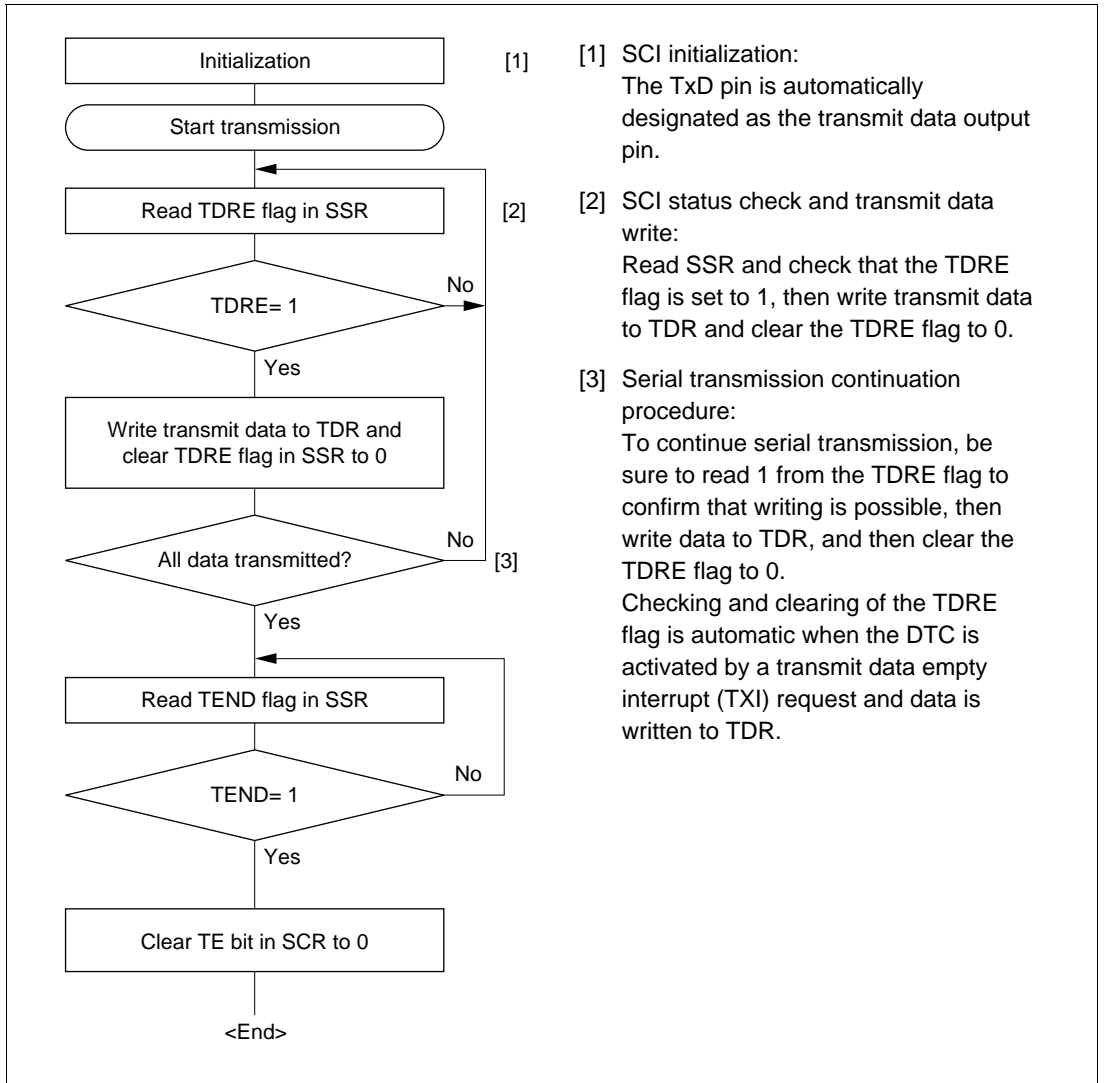 Initialization
[1]
Start transmission
Read TDRE flag in SSR
[2]
TDRE= 1
No
Yes
Write transmit data to TDR and
clear TDRE flag in SSR to 0
All data transmitted?
No
[3]
Yes
Read TEND flag in SSR
TEND= 1
No
Yes
Clear TE bit in SCR to 0
<End>
[1] SCI initialization:
The TxD pin is automatically
designated as the transmit data output
pin.
[2] SCI status check and transmit data
write:
Read SSR and check that the TDRE
flag is set to 1, then write transmit data
to TDR and clear the TDRE flag to 0.
[3] Serial transmission continuation
procedure:
To continue serial transmission, be
sure to read 1 from the TDRE flag to
confirm that writing is possible, then
write data to TDR, and then clear the
TDRE flag to 0.
Checking and clearing of the TDRE
flag is automatic when the DTC is
activated by a transmit data empty
interrupt (TXI) request and data is
written to TDR.